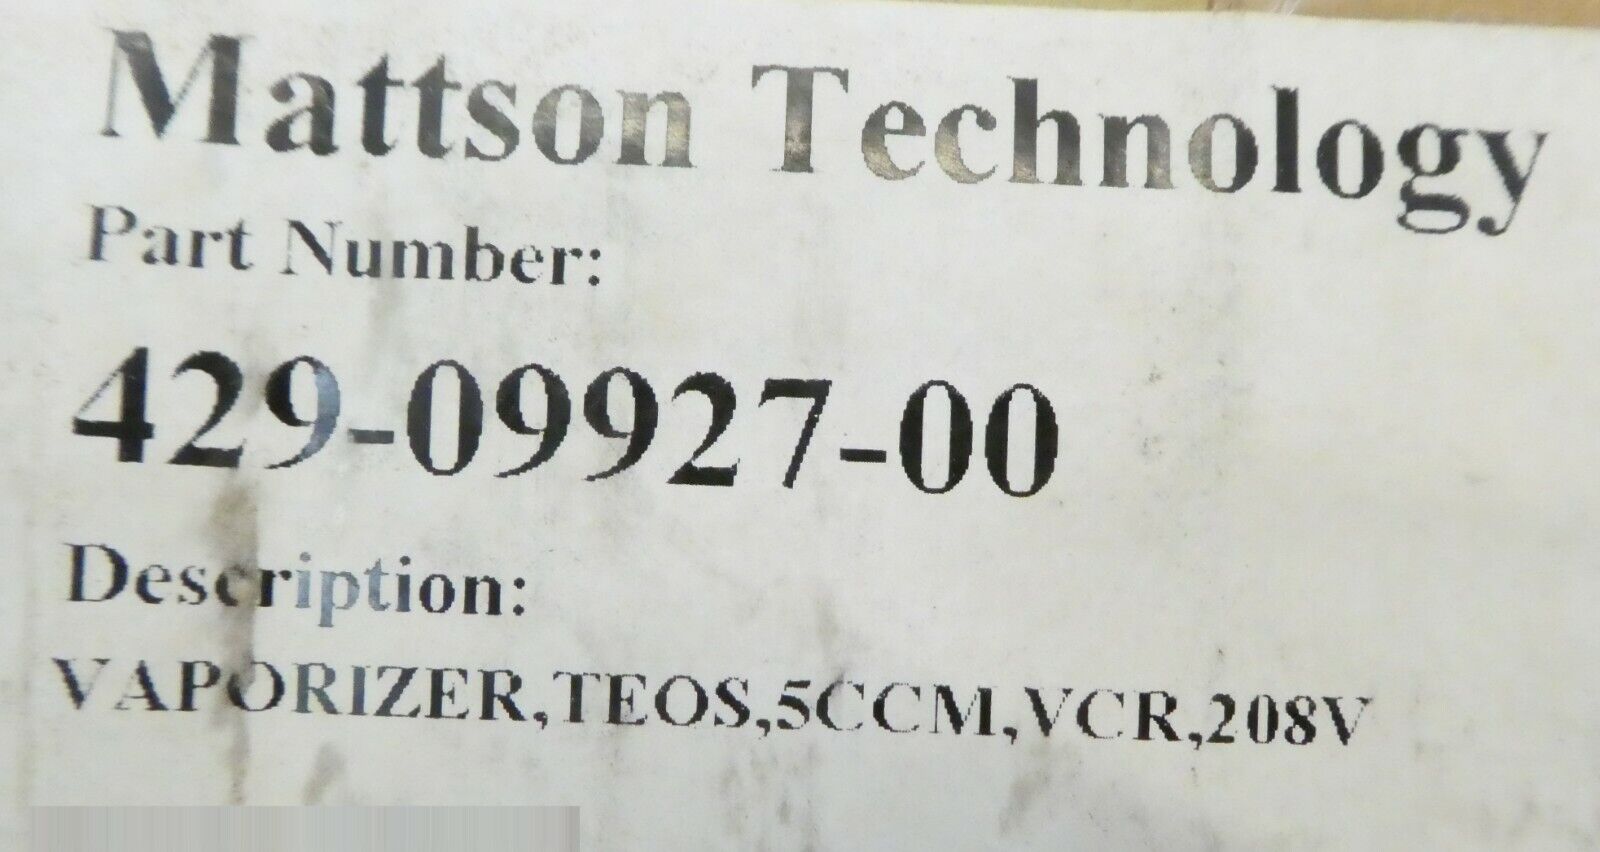 Mattson Technology
Part Number:
429-09927-00
Description:
VAPORIZER,TEOS,5CCM,VCR,208V